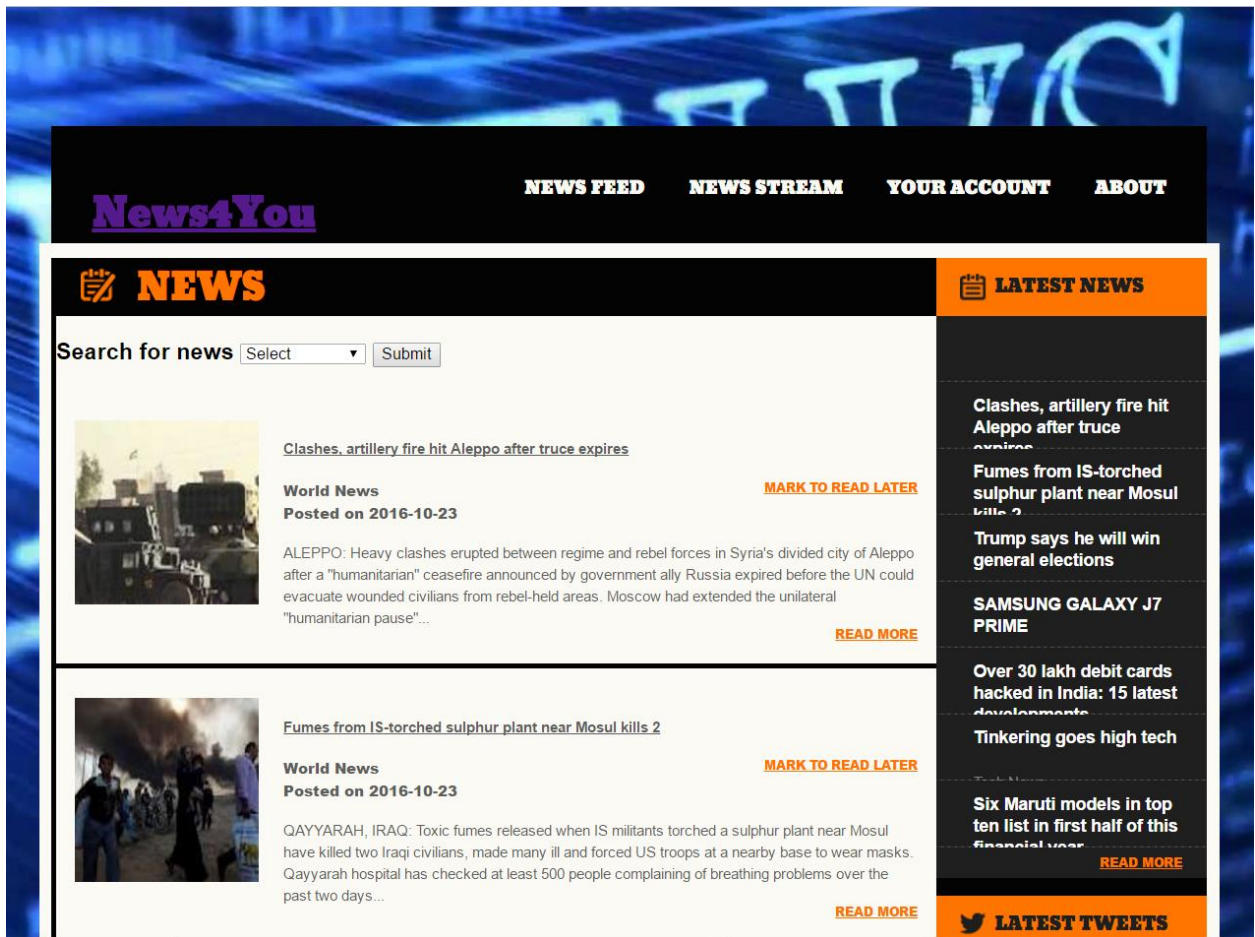 NEWS
NEWS FEED NEWS STREAM YOUR ACCOUNT ABOUT
News4You
NEWS
Search for news Select Submit
Clashes, artillery fire hit Aleppo after truce expires
World News MARK TO READ LATER
Posted on 2016-10-23
ALEPPO: Heavy clashes erupted between regime and rebel forces in Syria's divided city of Aleppo
after a "humanitarian" ceasefire announced by government ally Russia expired before the UN could
evacuate wounded civilians from rebel-held areas. Moscow had extended the unilateral
"humanitarian pause"...
READ MORE
Fumes from IS-torched sulphur plant near Mosul kills 2
World News MARK TO READ LATER
Posted on 2016-10-23
QAYYARAH, IRAQ: Toxic fumes released when IS militants torched a sulphur plant near Mosul
have killed two Iraqi civilians, made many ill and forced US troops at a nearby base to wear masks.
Qayyarah hospital has checked at least 500 people complaining of breathing problems over the
past two days...
READ MORE
LATEST NEWS
Clashes, artillery fire hit
Aleppo after truce
expires
Fumes from IS-torched
sulphur plant near Mosul
kills 2
Trump says he will win
general elections
SAMSUNG GALAXY J7
PRIME
Over 30 lakh debit cards
hacked in India: 15 latest
developments
Tinkering goes high tech
Tech News
Six Maruti models in top
ten list in first half of this
financial year
READ MORE
LATEST TWEETS